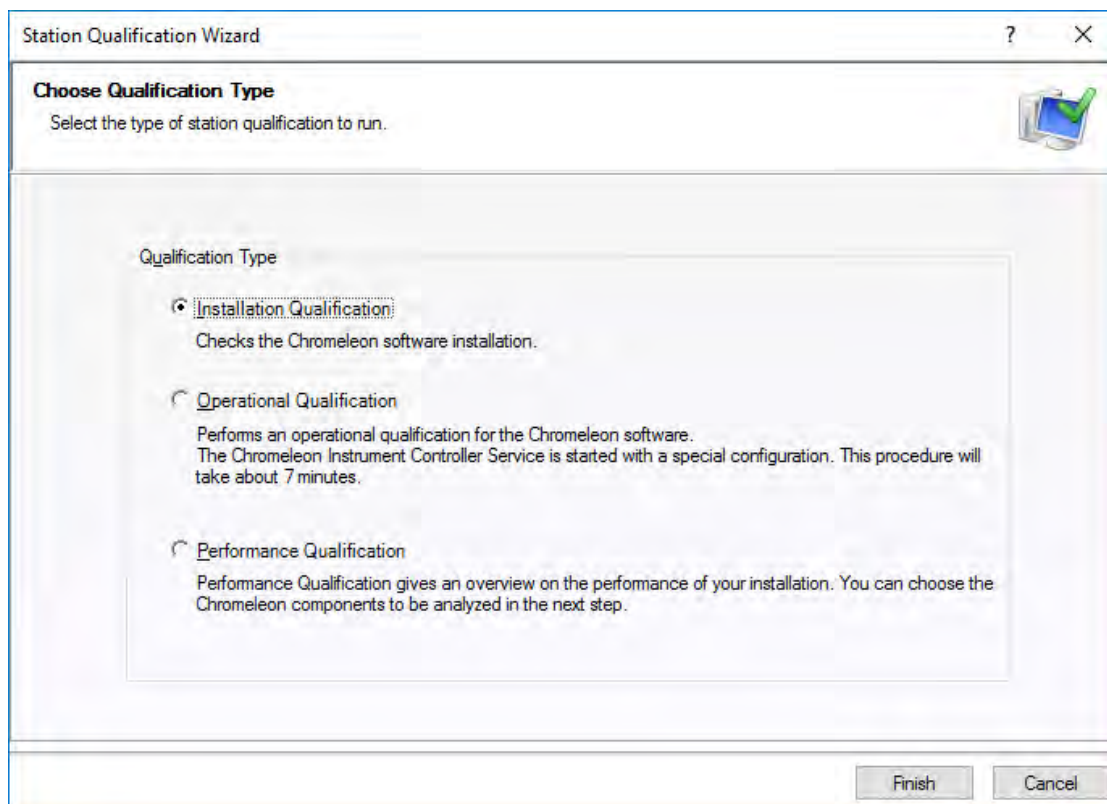 Station Qualification Wizard
?
Choose Qualification Type
Select the type of station qualification to run.
Qualification Type
Installation Qualification
Checks the Chromeleon software installation.
Operational Qualification
Performs an operational qualification for the Chromeleon software.
The Chromeleon Instrument Controller Service is started with a special configuration. This procedure will
take about 7 minutes.
Performance Qualification
Performance Qualification gives an overview on the performance of your installation. You can choose the
Chromeleon components to be analyzed in the next step.
Finish
Cancel